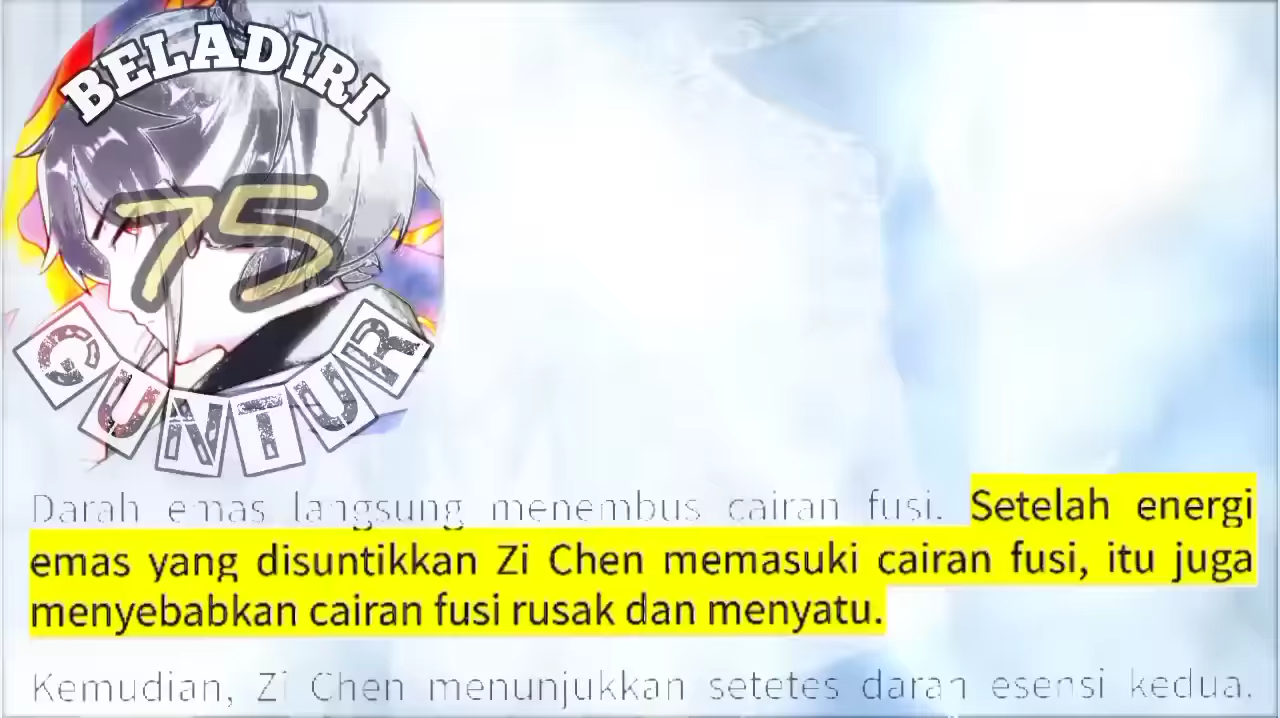 BELADIRI
75
GUNTUR
Darah emas langsung menembus cairan fusi. Setelah energi
emas yang disuntikkan Zi Chen memasuki cairan fusi, itu juga
menyebabkan cairan fusi rusak dan menyatu.
Kemudian, Zi Chen menunjukkan setetes darah esensi kedua.